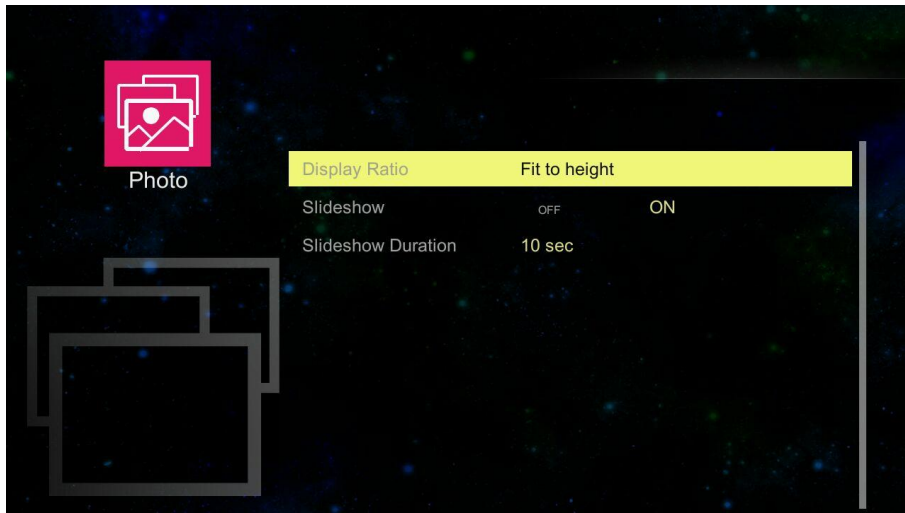 Photo
Display Ratio Fit to height
Slideshow OFF ON
Slideshow Duration 10 sec